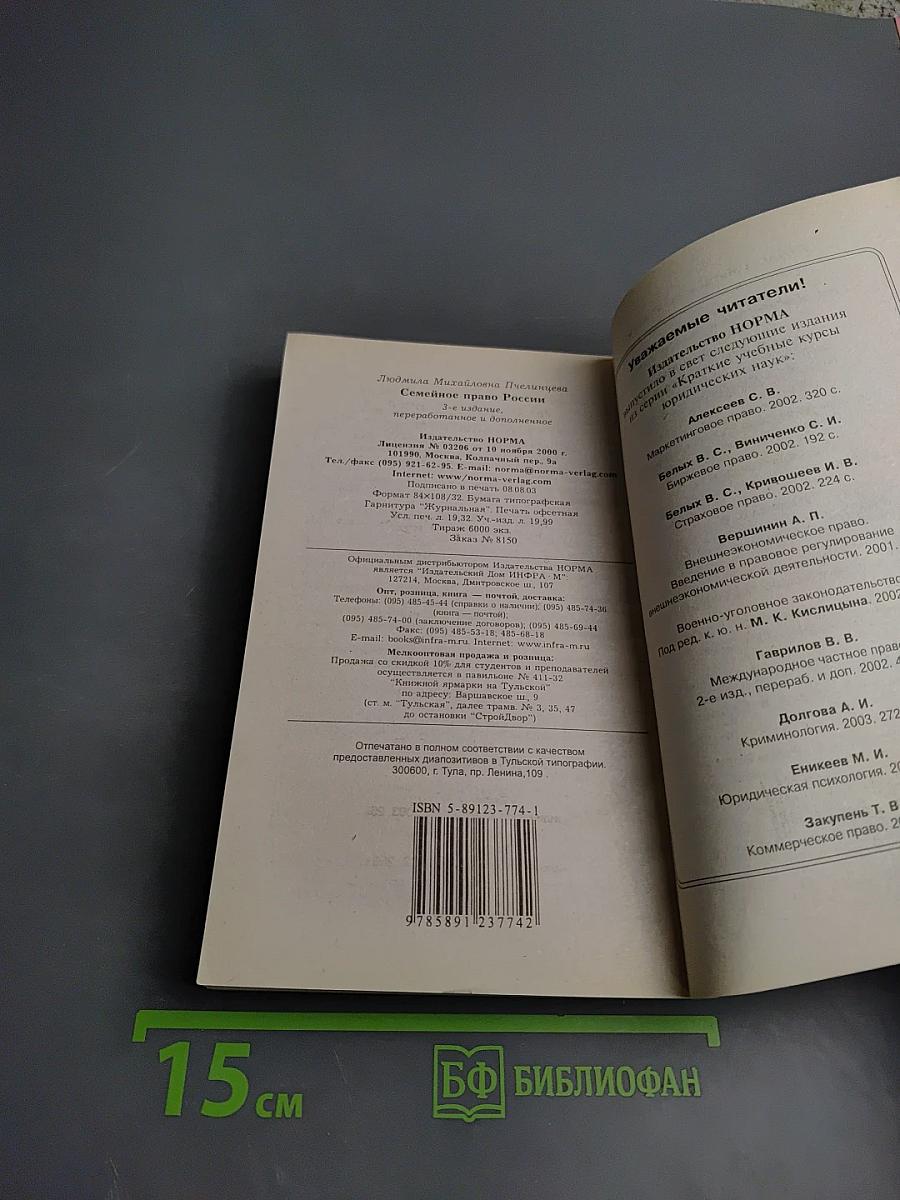 Людмила Михайловна Пчелинцева
Семейное право России
3-е издание,
переработанное и дополненное
Издательство НОРМА
Лицензия № 03206 от 10 ноября 2000 г.
101990, Москва, Колпачный пер., 9а
Тел./факс (095) 921-62-95. E-mail: norma@norma-verlag.com
Internet: www/norma-verlag.com
Подписано в печать 08.08.03
Формат 84×108/32. Бумага типографская
Гарнитура "Журнальная". Печать офсетная
Усл. печ. л. 19,32. Уч.-изд. л. 19,99
Тираж 6000 экз.
Заказ № 8150
Официальным дистрибьютором Издательства НОРМА
является "Издательский Дом ИНФРА · М"
127214, Москва, Дмитровское ш., 107
Опт, розница, книга — почтой, доставка:
Телефоны: (095) 485-45-44 (справки о наличии); (095) 485-74-36
(книга — почтой);
(095) 485-74-00 (заключение договоров); (095) 485-69-44
Факс: (095) 485-53-18; 485-68-18
E-mail: books@infra-m.ru. Internet: www.infra-m.ru
Мелкооптовая продажа и розница:
Продажа со скидкой 10% для студентов и преподавателей
осуществляется в павильоне № 411-32
"Книжной ярмарки на Тульской"
по адресу: Варшавское ш., 9
(ст. м. "Тульская", далее трамв. № 3, 35, 47
до остановки "СтройДвор")
Отпечатано в полном соответствии с качеством
предоставленных диапозитивов в Тульской типографии.
300600, г. Тула, пр. Ленина,109 .
ISBN 5-89123-774-1
9 785891 237742
Уважаемые читатели!
Издательство НОРМА
выпустило в свет следующие издания
из серии «Краткие учебные курсы
юридических наук»:
Алексеев С. В.
Маркетинговое право. 2002. 320 с.
Белых В. С., Виниченко С. И.
Биржевое право. 2002. 192 с.
Белых В. С., Кривошеев И. В.
Страховое право. 2002. 224 с.
Вершинин А. П.
Внешнеэкономическое право.
Введение в правовое регулирование
внешнеэкономической деятельности. 2001.
Военно-уголовное законодательство
Под ред. к. ю. н. М. К. Кислицына. 2002
Гаврилов В. В.
Международное частное право
2-е изд., перераб. и доп. 2002. 4
Долгова А. И.
Криминология. 2003. 272
Еникеев М. И.
Юридическая психология. 20
Закупень Т. В
Коммерческое право. 20
15 см
БФ БИБЛИОФАН